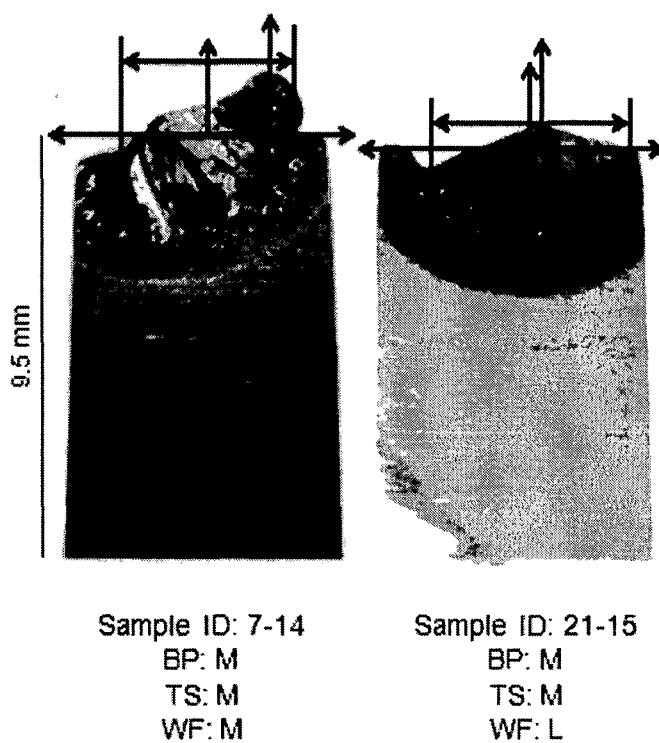 9.5 mm
Sample ID: 7-14
BP: M
TS: M
WF: M
Sample ID: 21-15
BP: M
TS: M
WF: L